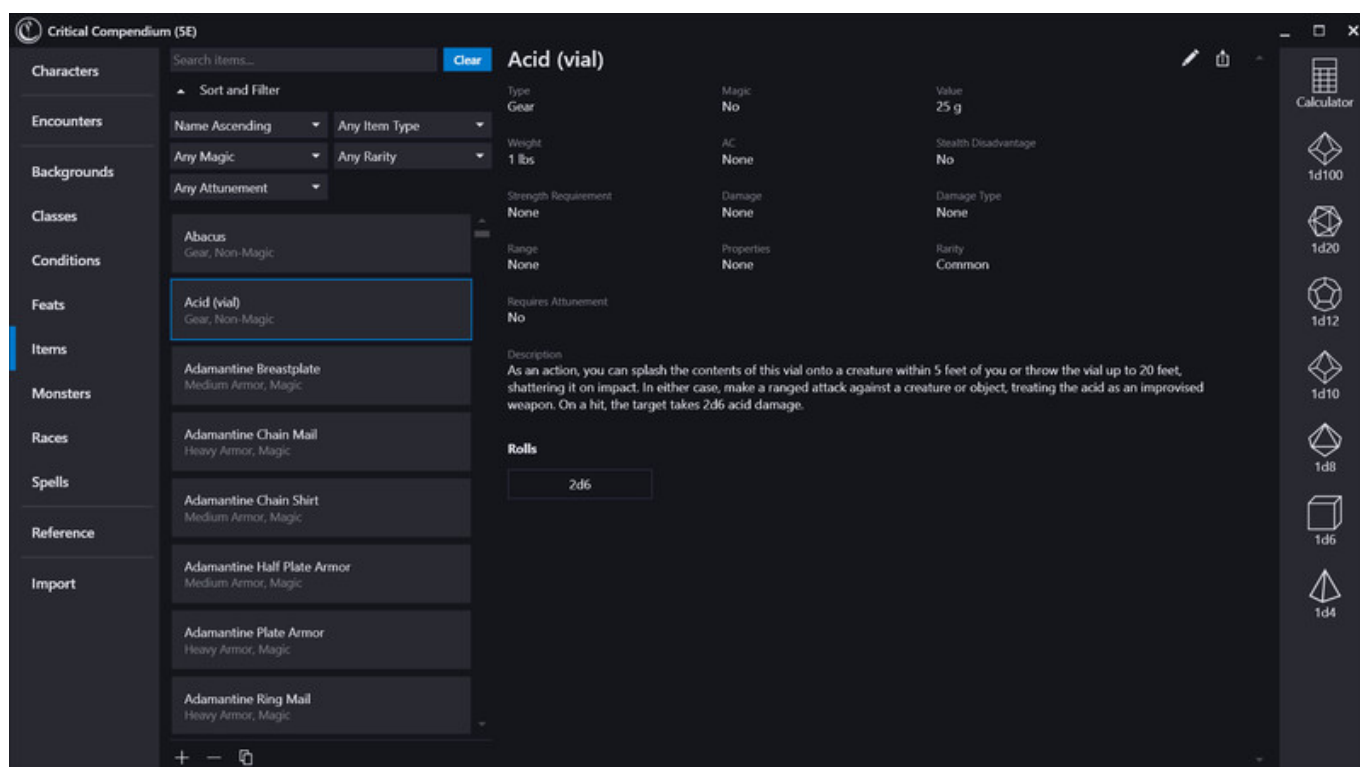 Critical Compendium (5E)
Characters
Encounters
Backgrounds
Classes
Conditions
Feats
Items
Monsters
Races
Spells
Reference
Import
Search items...
Clear
Sort and Filter
Name Ascending
Any Item Type
Any Magic
Any Rarity
Any Attunement
Abacus
Gear, Non-Magic
Acid (vial)
Gear, Non-Magic
Adamantine Breastplate
Medium Armor, Magic
Adamantine Chain Mail
Heavy Armor, Magic
Adamantine Chain Shirt
Medium Armor, Magic
Adamantine Half Plate Armor
Medium Armor, Magic
Adamantine Plate Armor
Heavy Armor, Magic
Adamantine Ring Mail
Heavy Armor, Magic
Acid (vial)
Type
Gear
Magic
No
Value
25 g
Weight
1 lbs
AC
None
Stealth Disadvantage
No
Strength Requirement
None
Damage
None
Damage Type
None
Range
None
Properties
None
Rarity
Common
Requires Attunement
No
Description
As an action, you can splash the contents of this vial onto a creature within 5 feet of you or throw the vial up to 20 feet,
shattering it on impact. In either case, make a ranged attack against a creature or object, treating the acid as an improvised
weapon. On a hit, the target takes 2d6 acid damage.
Rolls
2d6
Calculator
1d100
1d20
1d12
1d10
1d8
1d6
1d4